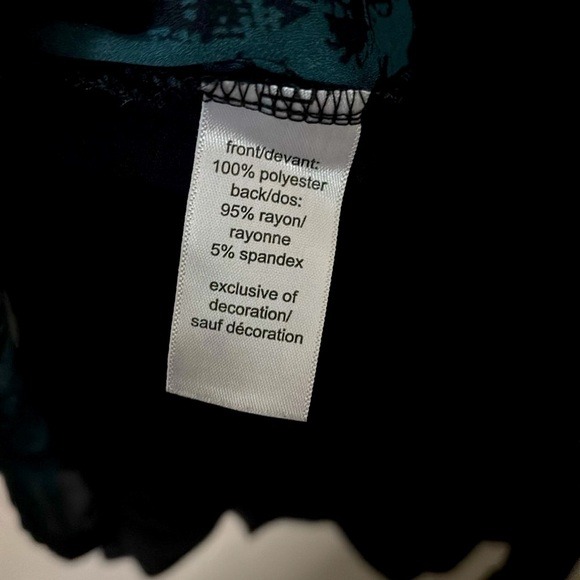 front/devant:
100% polyester
back/dos:
95% rayon/
rayonne
5% spandex
exclusive of
decoration/
sauf décoration